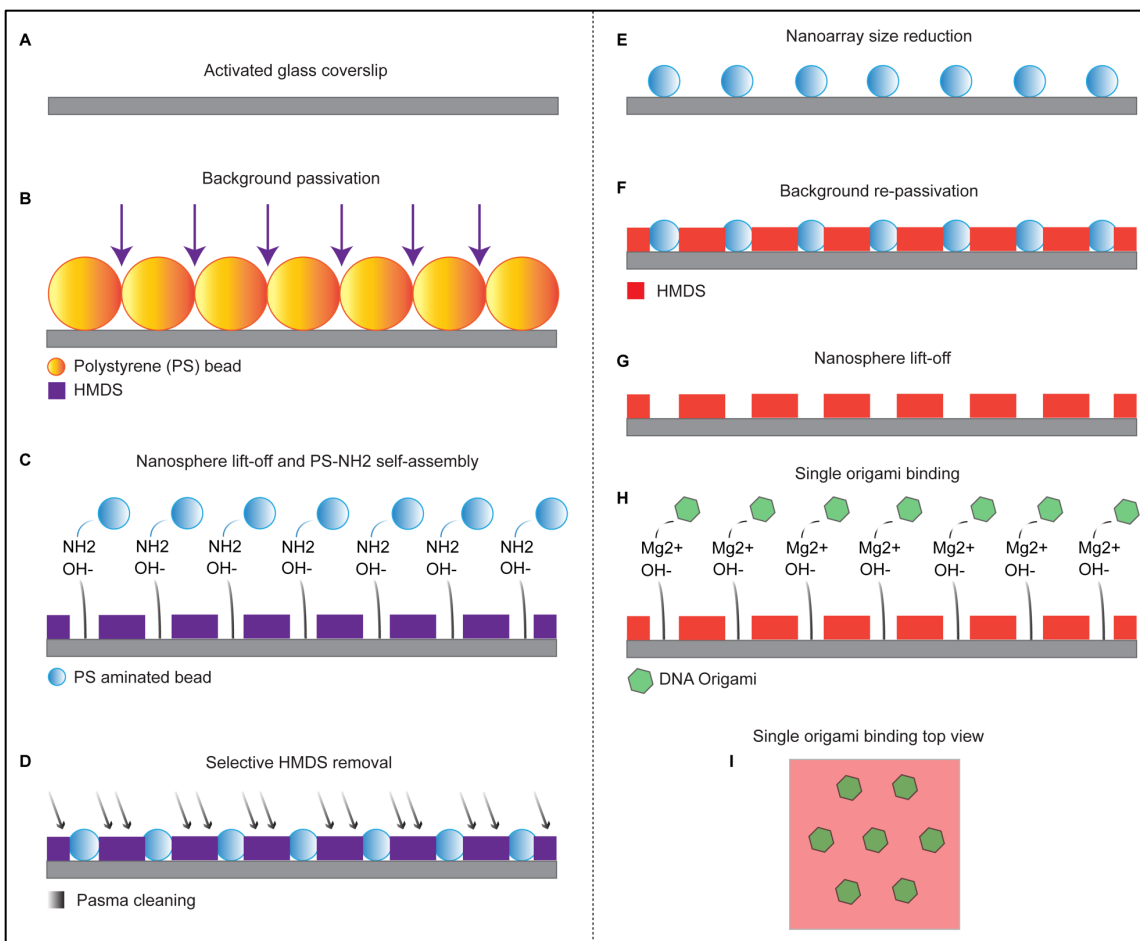 A
Activated glass coverslip
Background passivation
B
Polystyrene (PS) bead
HMDS
C
Nanosphere lift-off and PS-NH2 self-assembly
NH2 NH2 NH2 NH2 NH2 NH2 NH2
OH- OH- OH- OH- OH- OH- OH-
PS aminated bead
D
Selective HMDS removal
Pasma cleaning
E
Nanoarray size reduction
F
Background re-passivation
HMDS
G
Nanosphere lift-off
Single origami binding
H
Mg2+ Mg2+ Mg2+ Mg2+ Mg2+ Mg2+ Mg2+
OH- OH- OH- OH- OH- OH- OH-
DNA Origami
Single origami binding top view
I